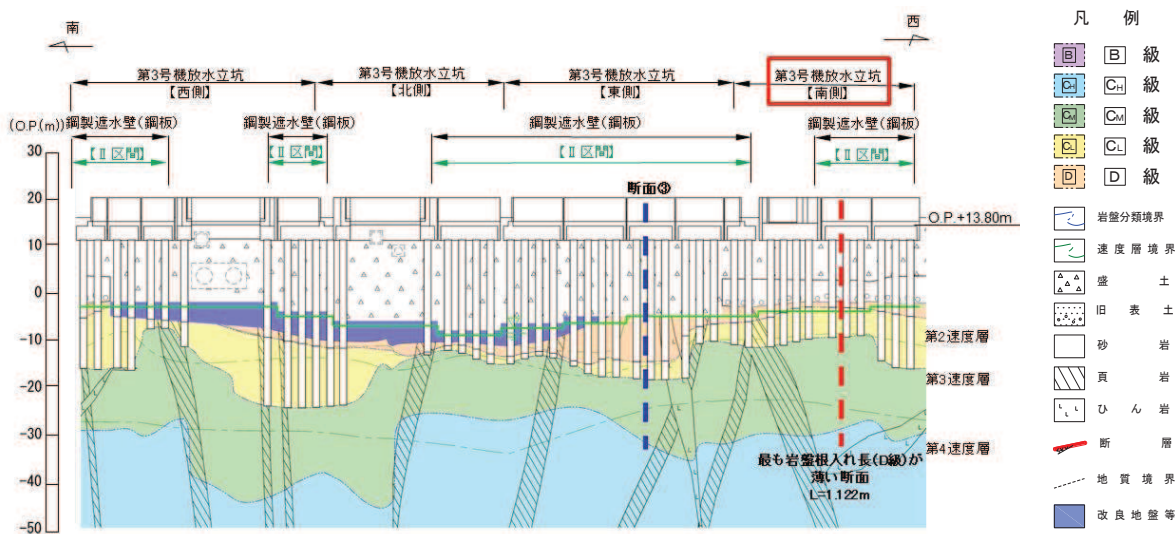 南
西
第3号機放水立坑
【西側】
第3号機放水立坑
【北側】
第3号機放水立坑
【東側】
第3号機放水立坑
【南側】
(O.P.(m))
鋼製遮水壁(鋼板)
鋼製遮水壁(鋼板)
鋼製遮水壁(鋼板)
鋼製遮水壁(鋼板)
【Ⅱ区間】
【Ⅱ区間】
【Ⅱ区間】
【Ⅱ区間】
30
20
10
0
-10
-20
-30
-40
-50
断面③
O.P.+13.80m
第2速度層
第3速度層
第4速度層
最も岩盤根入れ長(D級)が
薄い断面
L=1.122m
凡 例
B B 級
CH CH 級
CM CM 級
CL CL 級
D D 級
岩盤分類境界
速度層境界
盛土
旧表土
砂岩
頁岩
ひん岩
断層
地質境界
改良地盤等